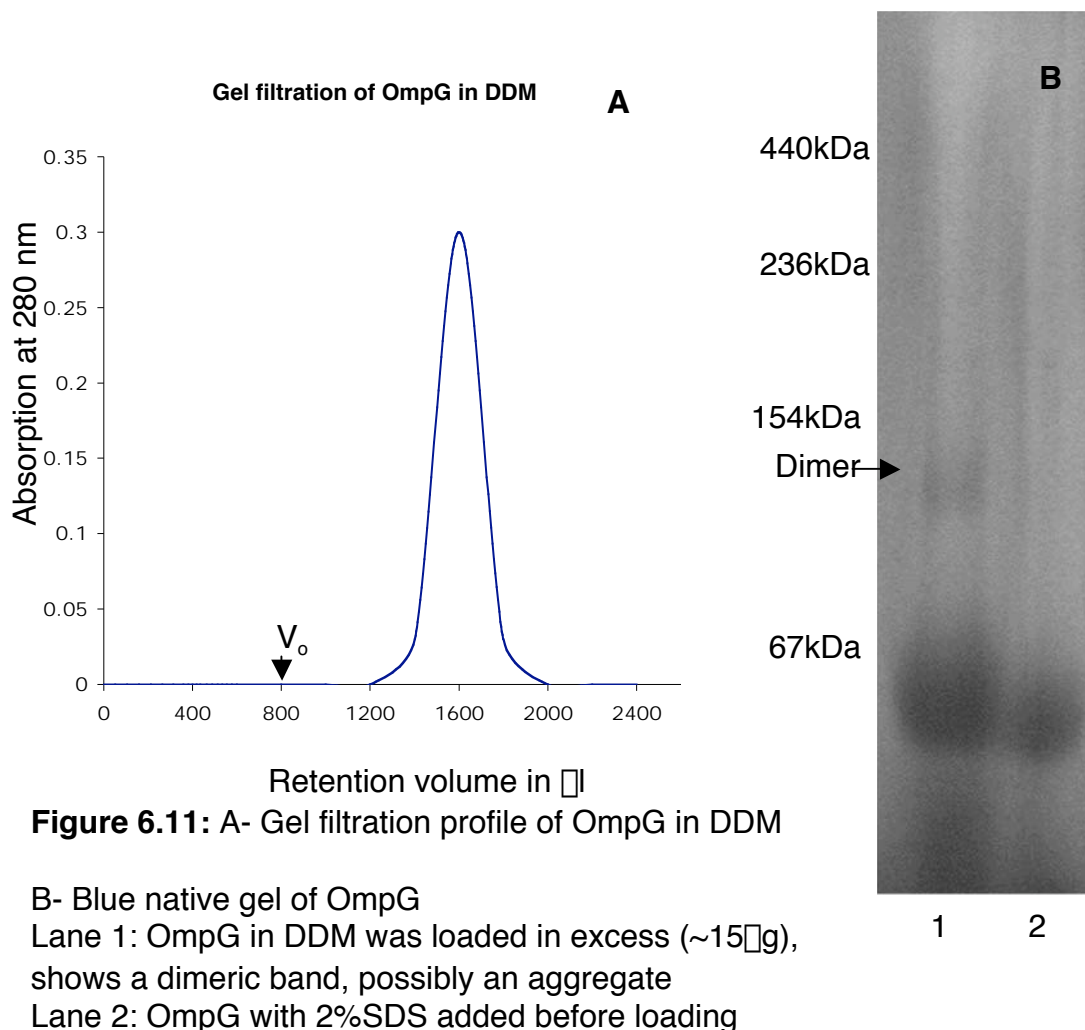 Gel filtration of OmpG in DDM
A
0.35
0.3
0.25
0.2
0.15
0.1
0.05
0
Absorption at 280 nm
Vo
0 400 800 1200 1600 2000 2400
Retention volume in □l
B
440kDa
236kDa
154kDa
Dimer
67kDa
1 2
Figure 6.11: A- Gel filtration profile of OmpG in DDM
B- Blue native gel of OmpG
Lane 1: OmpG in DDM was loaded in excess (~15□g),
shows a dimeric band, possibly an aggregate
Lane 2: OmpG with 2%SDS added before loading